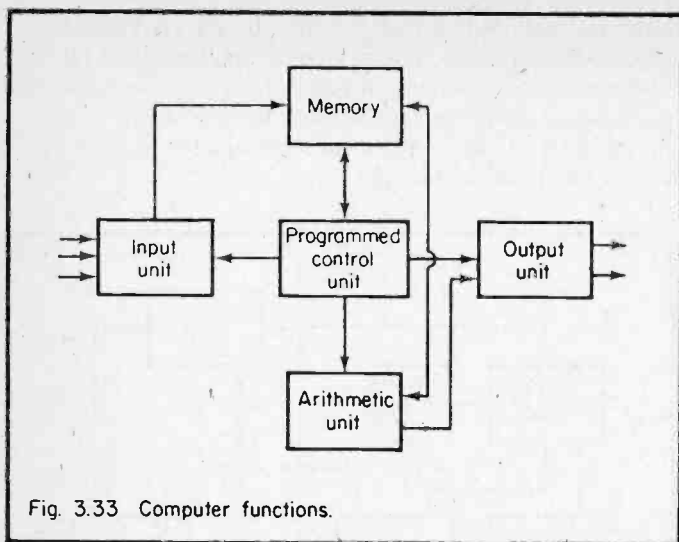 Memory
Input
unit
Programmed
control
unit
Output
unit
Arithmetic
unit
Fig. 3.33 Computer functions.